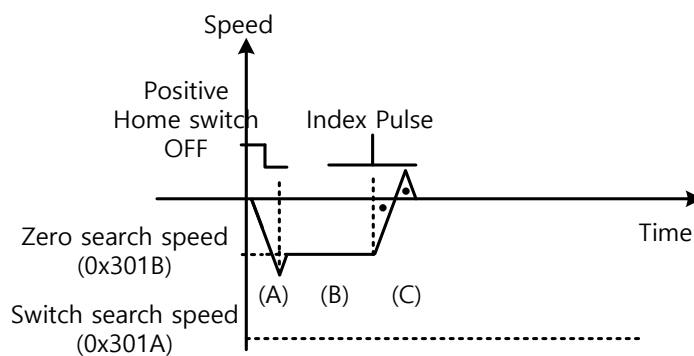 Speed
Positive
Home switch
OFF
Index Pulse
Time
Zero search speed
(0x301B)
(A)
(B)
(C)
Switch search speed
(0x301A)